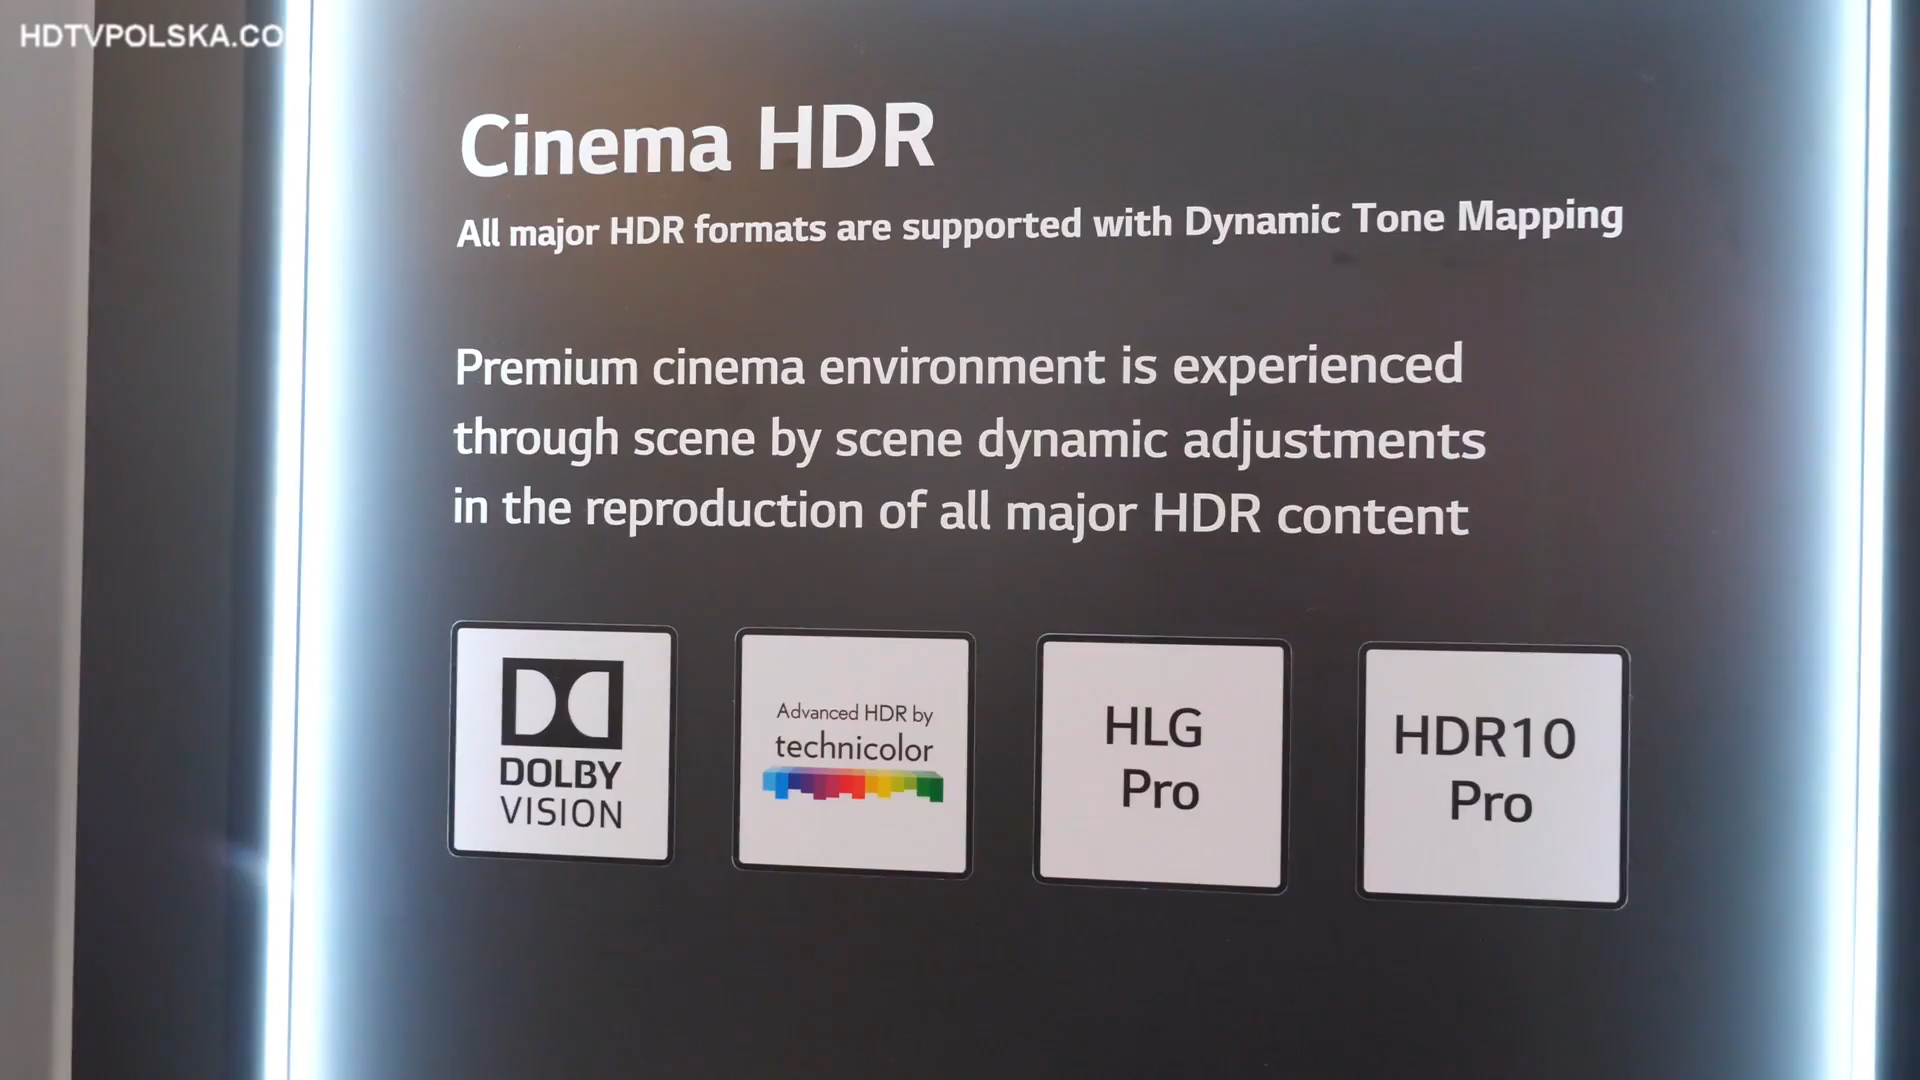 HDTVPOLSKA.CO
Cinema HDR
All major HDR formats are supported with Dynamic Tone Mapping
Premium cinema environment is experienced
through scene by scene dynamic adjustments
in the reproduction of all major HDR content
DOLBY
VISION
Advanced HDR by
technicolor
HLG
Pro
HDR10
Pro